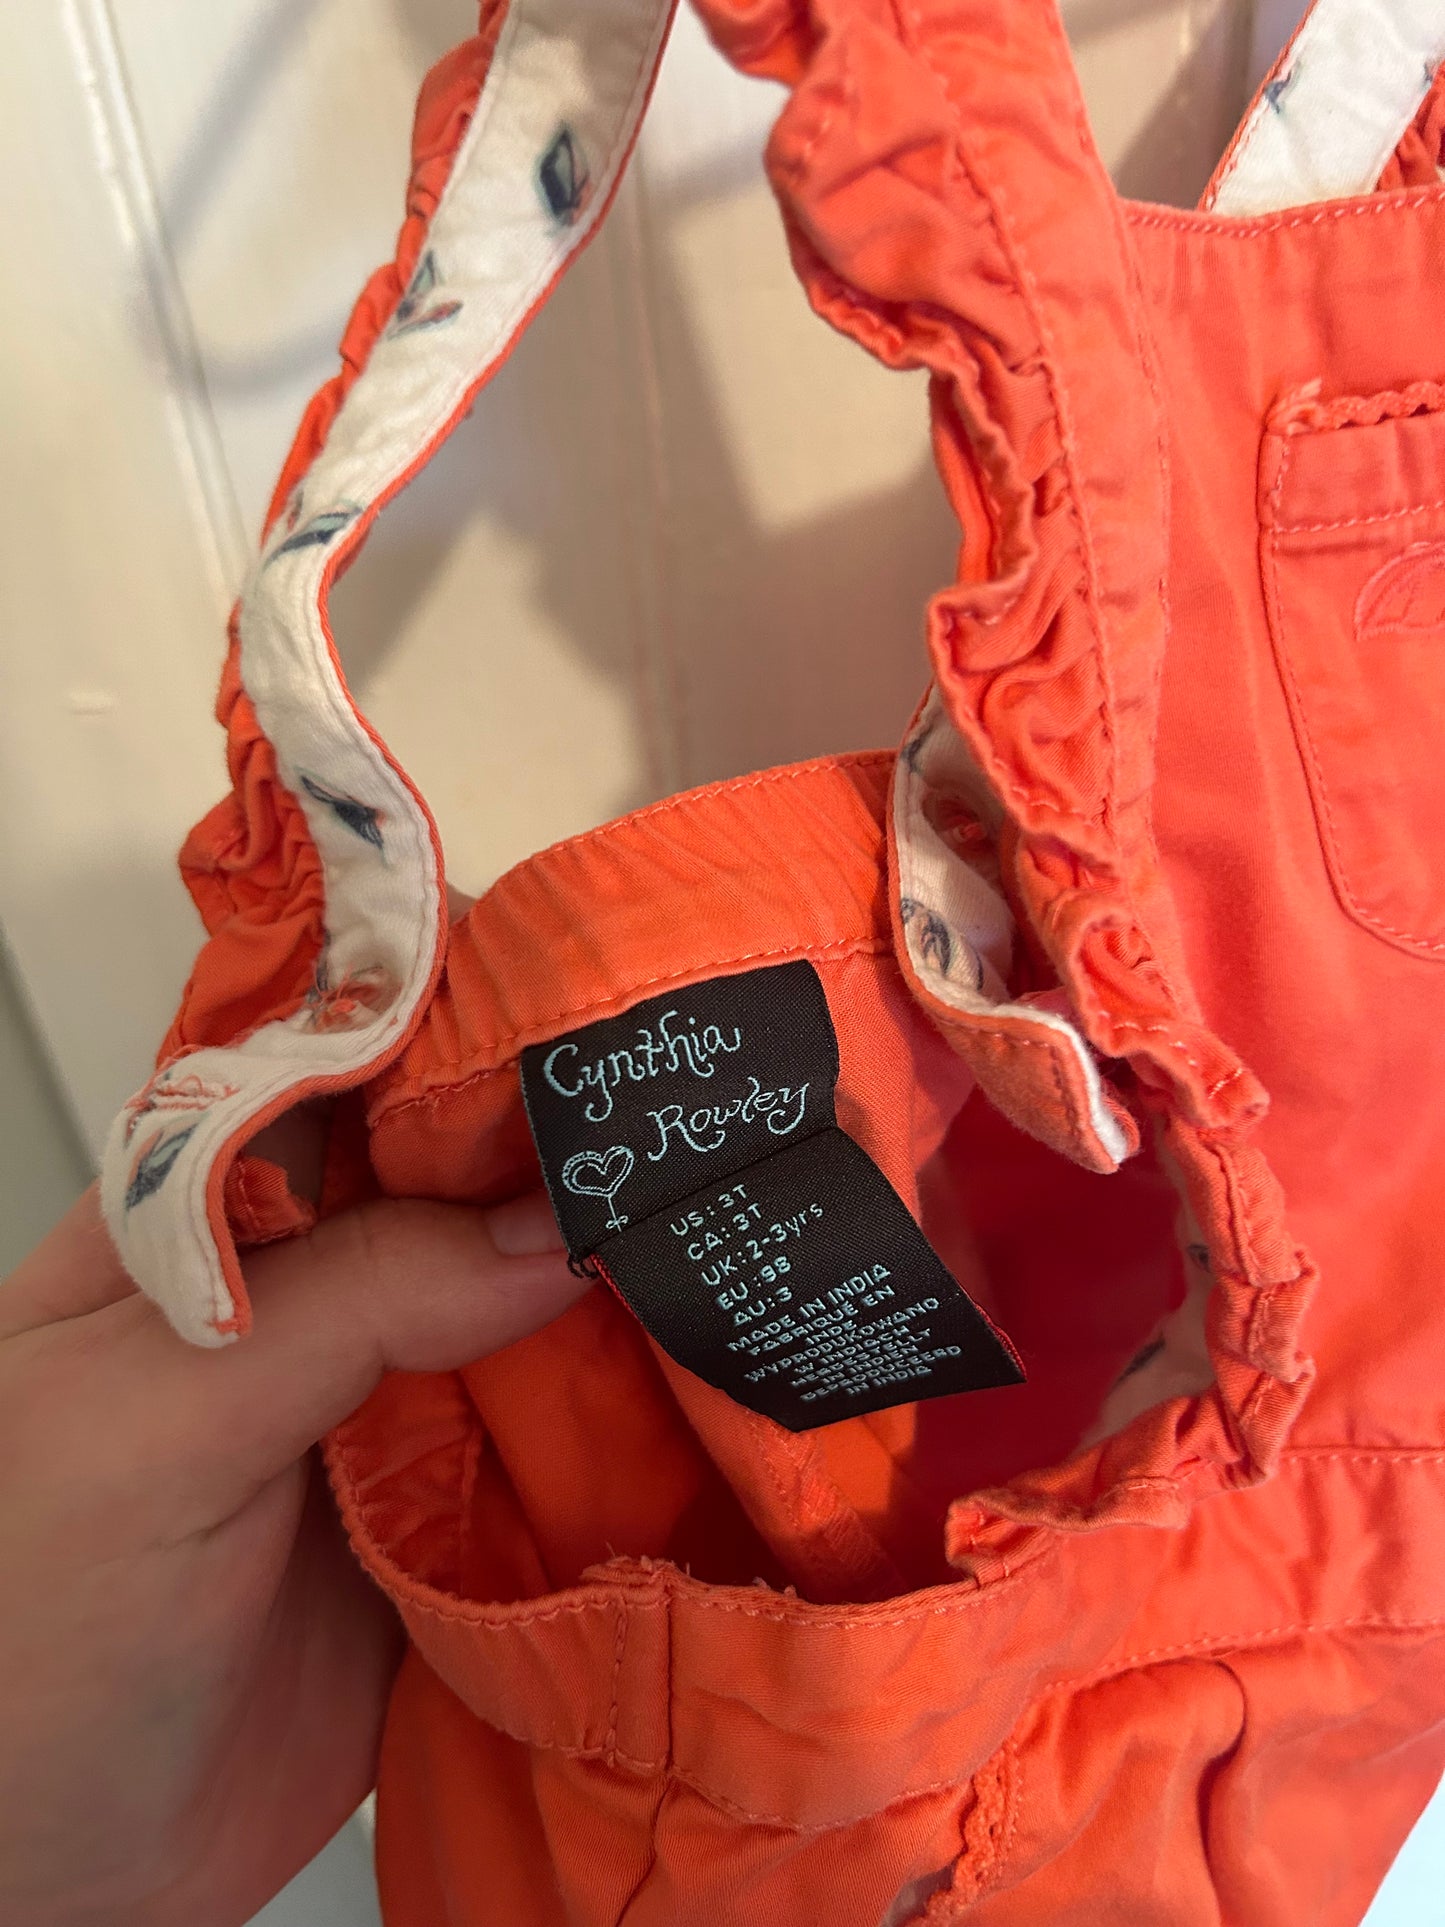 Cynthia
Rowley
US: 3T
CA: 3T
UK: 2-3yrs
EU: 98
AU: 3
MADE IN INDIA
FABRIQUÉ EN
INDE
WYPRODUKOWANO
W INDIACH
HERGESTELLT
IN INDIEN
GEPRODUCEERD
IN INDIA